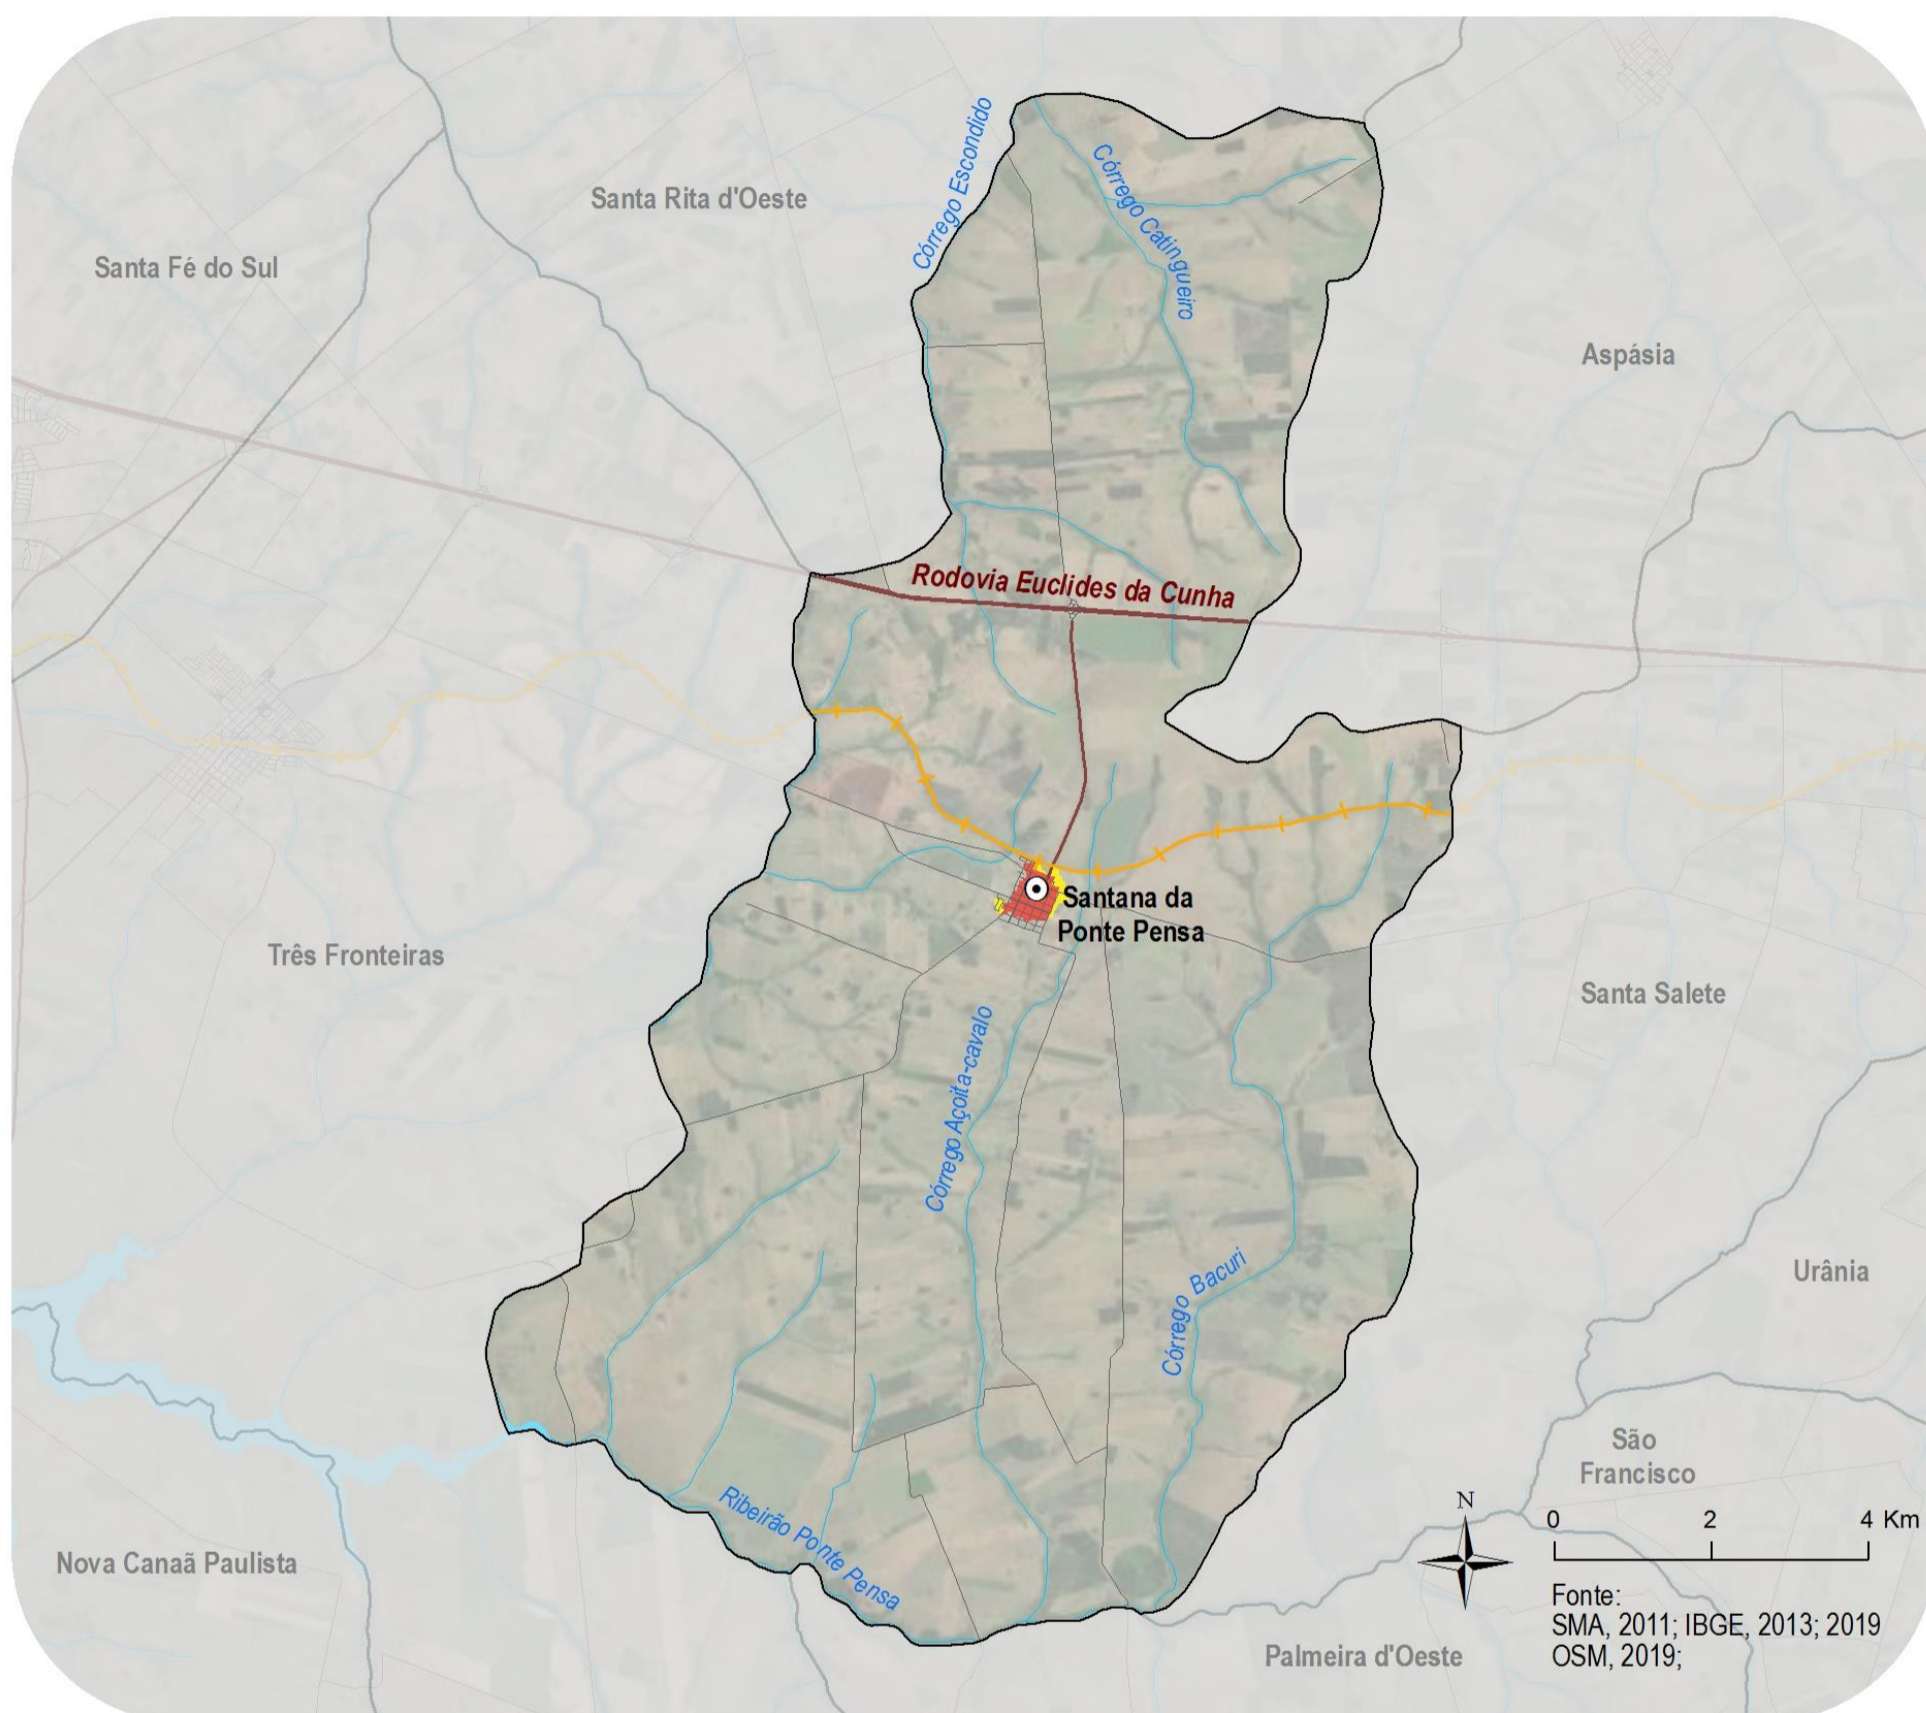 Córrego Escondido
Córrego Catingueiro
Santa Rita d'Oeste
Santa Fé do Sul
Aspásia
Rodovia Euclides da Cunha
Santana da
Ponte Pensa
Três Fronteiras
Santa Salete
Córrego Açoita-cavalo
Córrego Bacuri
Urânia
São
Francisco
Ribeirão Ponte Pensa
Nova Canaã Paulista
Palmeira d'Oeste
N
0 2 4 Km
Fonte:
SMA, 2011; IBGE, 2013; 2019
OSM, 2019;